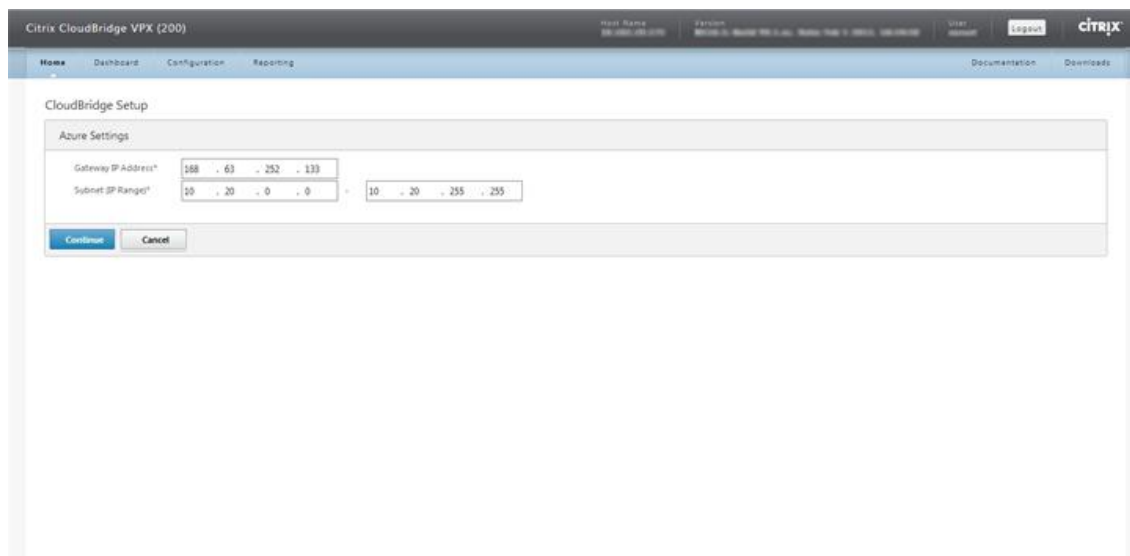 Citrix CloudBridge VPX (200)
Host Name
Version
User
Logout
CITRIX
Home Dashboard Configuration Reporting Documentation Downloads
CloudBridge Setup
Azure Settings
Gateway IP Address* 168 . 63 . 252 . 133
Subnet (IP Range)* 10 . 20 . 0 . 0 - 10 . 20 . 255 . 255
Continue Cancel